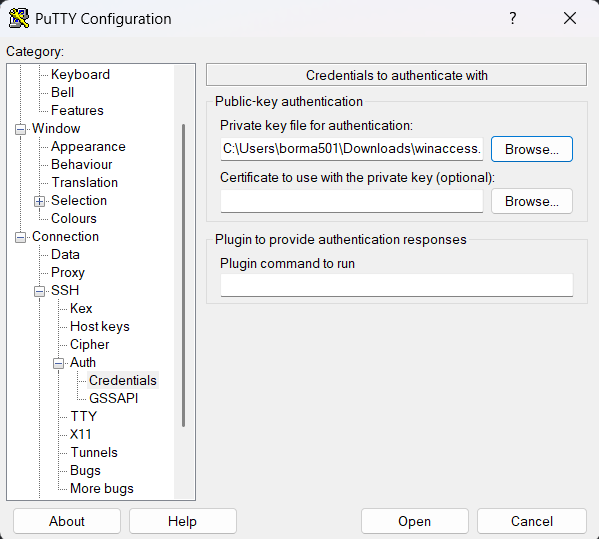 PuTTY Configuration
?
Category:
Keyboard
Bell
Features
Window
Appearance
Behaviour
Translation
Selection
Colours
Connection
Data
Proxy
SSH
Kex
Host keys
Cipher
Auth
Credentials
GSSAPI
TTY
X11
Tunnels
Bugs
More bugs
Credentials to authenticate with
Public-key authentication
Private key file for authentication:
C:\Users\borma501\Downloads\winaccess.
Browse...
Certificate to use with the private key (optional):
Browse...
Plugin to provide authentication responses
Plugin command to run
About
Help
Open
Cancel